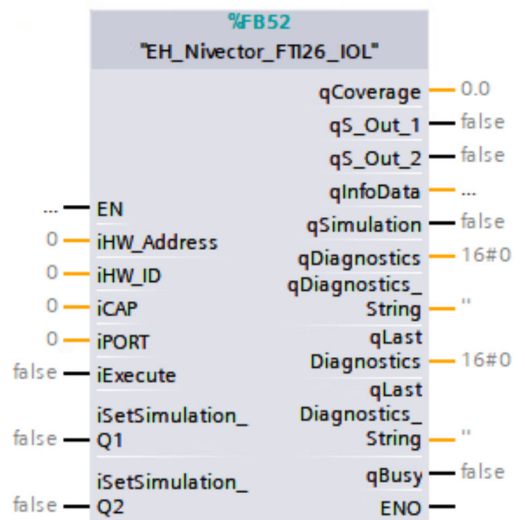 %FB52
"EH_Nivector_FTI26_IOL"
qCoverage 0.0
qS_Out_1 false
qS_Out_2 false
qInfoData ...
... EN
qSimulation false
0 iHW_Address
qDiagnostics 16#0
0 iHW_ID
qDiagnostics_
String ''
0 iCAP
0 iPORT
qLast
Diagnostics 16#0
false iExecute
qLast
Diagnostics_
String ''
iSetSimulation_
false Q1
qBusy false
iSetSimulation_
false Q2
ENO